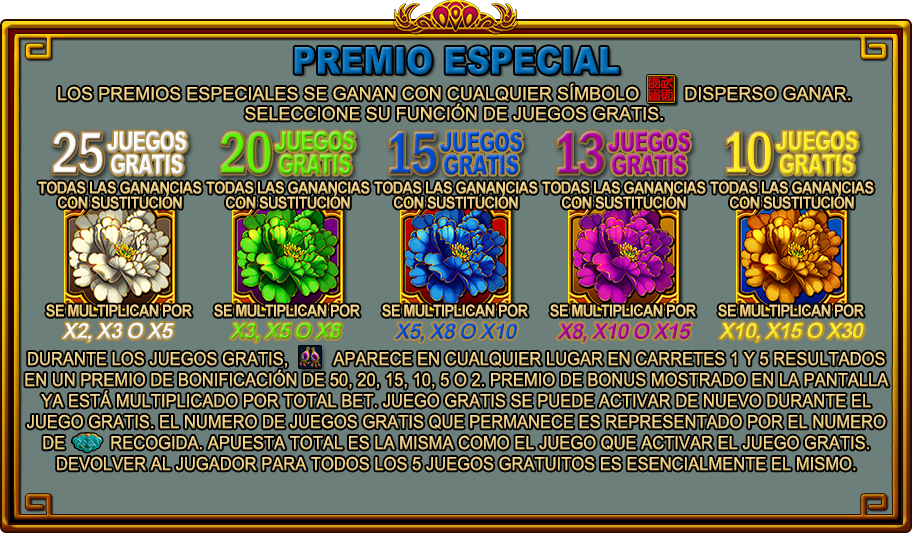 PREMIO ESPECIAL
LOS PREMIOS ESPECIALES SE GANAN CON CUALQUIER SÍMBOLO DISPERSO GANAR.
SELECCIONE SU FUNCIÓN DE JUEGOS GRATIS.
25 JUEGOS GRATIS
TODAS LAS GANANCIAS
CON SUSTITUCIÓN
SE MULTIPLICAN POR
X2, X3 O X5
20 JUEGOS GRATIS
TODAS LAS GANANCIAS
CON SUSTITUCIÓN
SE MULTIPLICAN POR
X3, X5 O X8
15 JUEGOS GRATIS
TODAS LAS GANANCIAS
CON SUSTITUCIÓN
SE MULTIPLICAN POR
X5, X8 O X10
13 JUEGOS GRATIS
TODAS LAS GANANCIAS
CON SUSTITUCIÓN
SE MULTIPLICAN POR
X8, X10 O X15
10 JUEGOS GRATIS
TODAS LAS GANANCIAS
CON SUSTITUCIÓN
SE MULTIPLICAN POR
X10, X15 O X30
DURANTE LOS JUEGOS GRATIS, APARECE EN CUALQUIER LUGAR EN CARRETES 1 Y 5 RESULTADOS
EN UN PREMIO DE BONIFICACIÓN DE 50, 20, 15, 10, 5 O 2. PREMIO DE BONUS MOSTRADO EN LA PANTALLA
YA ESTÁ MULTIPLICADO POR TOTAL BET. JUEGO GRATIS SE PUEDE ACTIVAR DE NUEVO DURANTE EL
JUEGO GRATIS. EL NUMERO DE JUEGOS GRATIS QUE PERMANECE ES REPRESENTADO POR EL NUMERO
DE RECOGIDA. APUESTA TOTAL ES LA MISMA COMO EL JUEGO QUE ACTIVAR EL JUEGO GRATIS.
DEVOLVER AL JUGADOR PARA TODOS LOS 5 JUEGOS GRATUITOS ES ESENCIALMENTE EL MISMO.